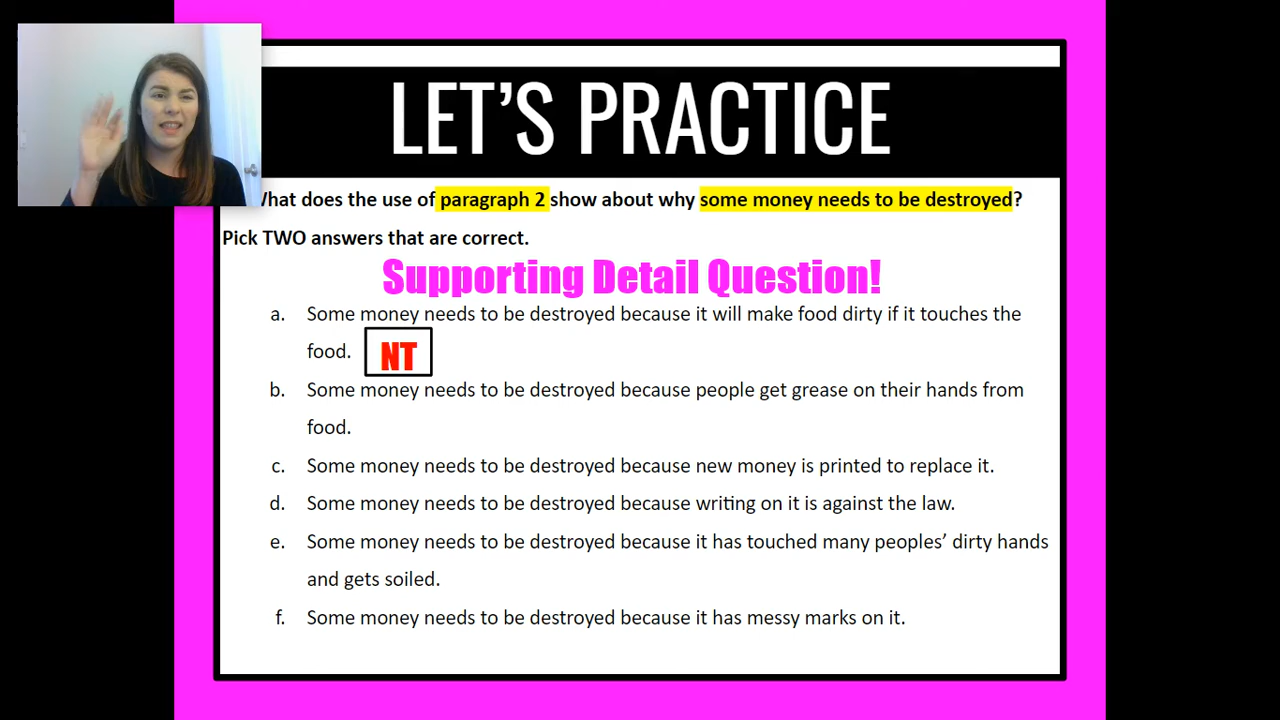 LET'S PRACTICE
hat does the use of paragraph 2 show about why some money needs to be destroyed?
Pick TWO answers that are correct.
Supporting Detail Question!
a. Some money needs to be destroyed because it will make food dirty if it touches the
food. NT
b. Some money needs to be destroyed because people get grease on their hands from
food.
c. Some money needs to be destroyed because new money is printed to replace it.
d. Some money needs to be destroyed because writing on it is against the law.
e. Some money needs to be destroyed because it has touched many peoples’ dirty hands
and gets soiled.
f. Some money needs to be destroyed because it has messy marks on it.